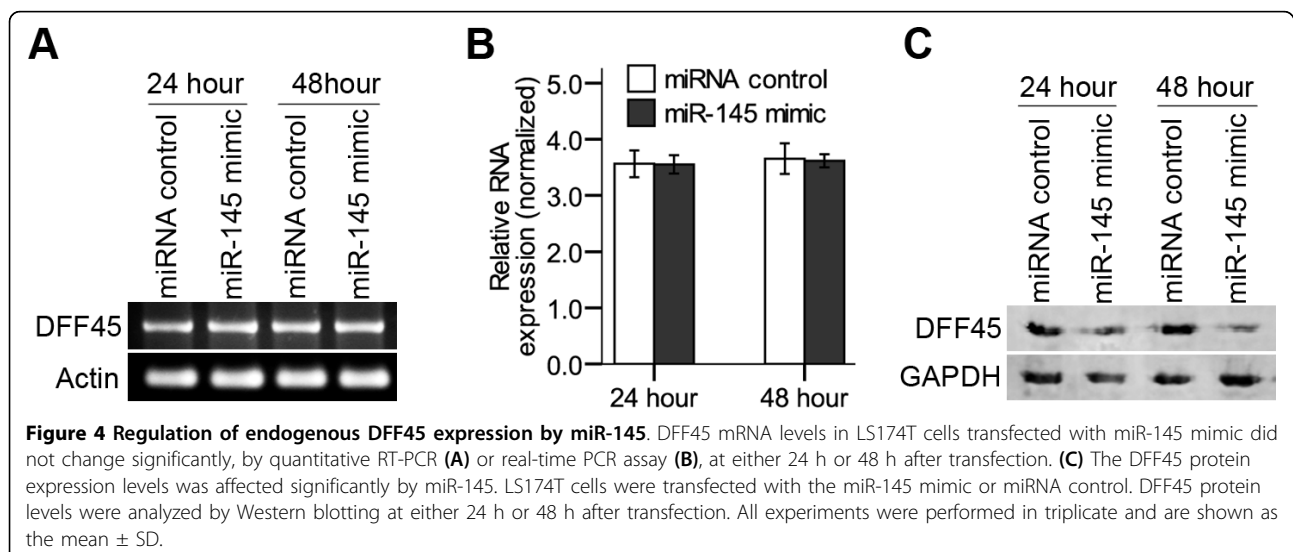 A
24 hour 48hour
miRNA control
miR-145 mimic
miRNA control
miR-145 mimic
DFF45
Actin
B
Relative RNA
expression (normalized)
5.0
4.0
3.0
2.0
1.0
0.0
miRNA control
miR-145 mimic
24 hour 48 hour
C
24 hour 48 hour
miRNA control
miR-145 mimic
miRNA control
miR-145 mimic
DFF45
GAPDH
Figure 4 Regulation of endogenous DFF45 expression by miR-145. DFF45 mRNA levels in LS174T cells transfected with miR-145 mimic did
not change significantly, by quantitative RT-PCR (A) or real-time PCR assay (B), at either 24 h or 48 h after transfection. (C) The DFF45 protein
expression levels was affected significantly by miR-145. LS174T cells were transfected with the miR-145 mimic or miRNA control. DFF45 protein
levels were analyzed by Western blotting at either 24 h or 48 h after transfection. All experiments were performed in triplicate and are shown as
the mean ± SD.